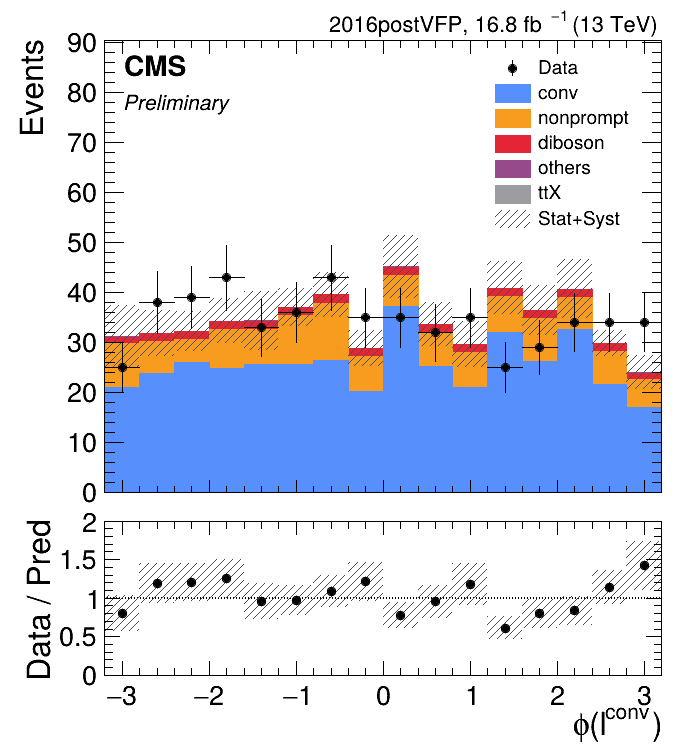 2016postVFP, 16.8 fb⁻¹ (13 TeV)
Events
90
80
70
60
50
40
30
20
10
0
CMS
Preliminary
Data
conv
nonprompt
diboson
others
ttX
Stat+Syst
Data / Pred
2
1.5
1
0.5
0
−3 −2 −1 0 1 2 3
ϕ(l^conv)